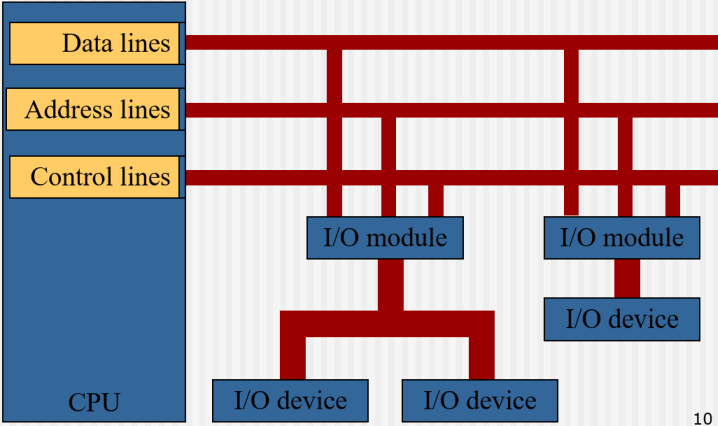 Data lines
Address lines
Control lines
I/O module
I/O module
I/O device
CPU
I/O device
I/O device
10